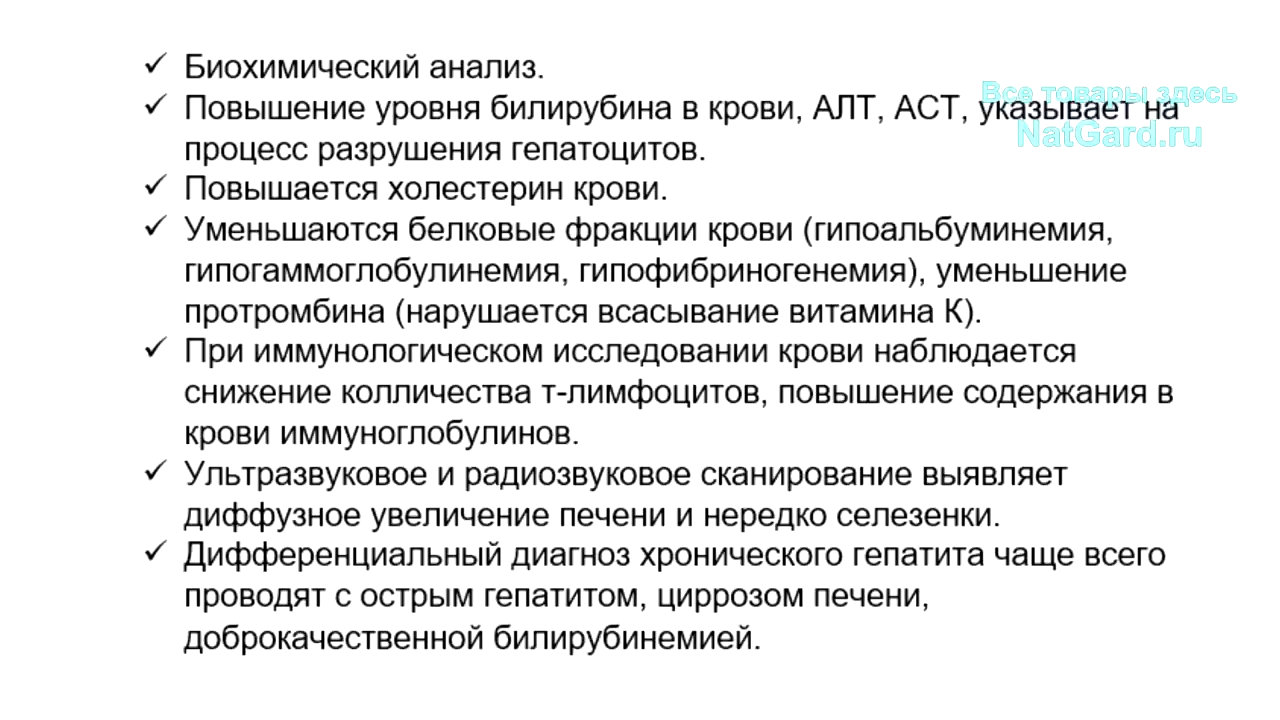 Биохимический анализ.
Все товары здесь
Повышение уровня билирубина в крови, АЛТ, АСТ, указывает на
NatGard.ru
процесс разрушения гепатоцитов.
Повышается холестерин крови.
Уменьшаются белковые фракции крови (гипоальбуминемия,
гипогаммоглобулинемия, гипофибриногенемия), уменьшение
протромбина (нарушается всасывание витамина К).
При иммунологическом исследовании крови наблюдается
снижение колличества т-лимфоцитов, повышение содержания в
крови иммуноглобулинов.
Ультразвуковое и радиозвуковое сканирование выявляет
диффузное увеличение печени и нередко селезенки.
Дифференциальный диагноз хронического гепатита чаще всего
проводят с острым гепатитом, циррозом печени,
доброкачественной билирубинемией.